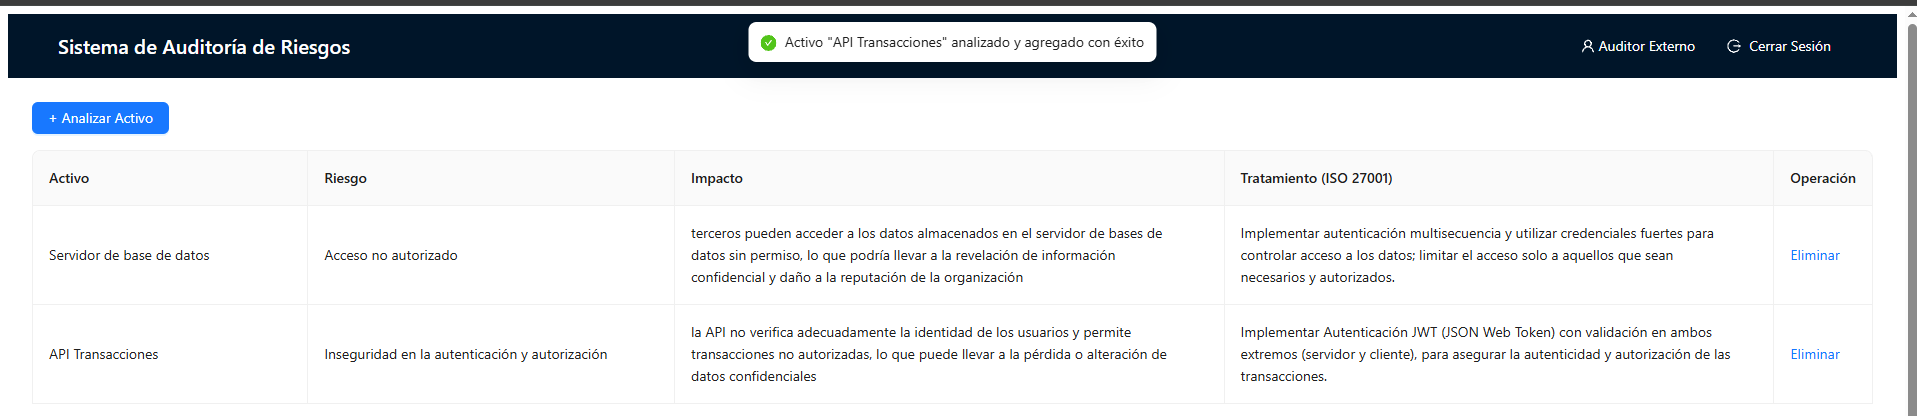 Sistema de Auditoría de Riesgos
Activo "API Transacciones" analizado y agregado con éxito
Auditor Externo
Cerrar Sesión
+ Analizar Activo
Activo
Riesgo
Impacto
Tratamiento (ISO 27001)
Operación
Servidor de base de datos
Acceso no autorizado
terceros pueden acceder a los datos almacenados en el servidor de bases de
datos sin permiso, lo que podría llevar a la revelación de información
confidencial y daño a la reputación de la organización
Implementar autenticación multisecuencia y utilizar credenciales fuertes para
controlar acceso a los datos; limitar el acceso solo a aquellos que sean
necesarios y autorizados.
Eliminar
API Transacciones
Inseguridad en la autenticación y autorización
la API no verifica adecuadamente la identidad de los usuarios y permite
transacciones no autorizadas, lo que puede llevar a la pérdida o alteración de
datos confidenciales
Implementar Autenticación JWT (JSON Web Token) con validación en ambos
extremos (servidor y cliente), para asegurar la autenticidad y autorización de las
transacciones.
Eliminar